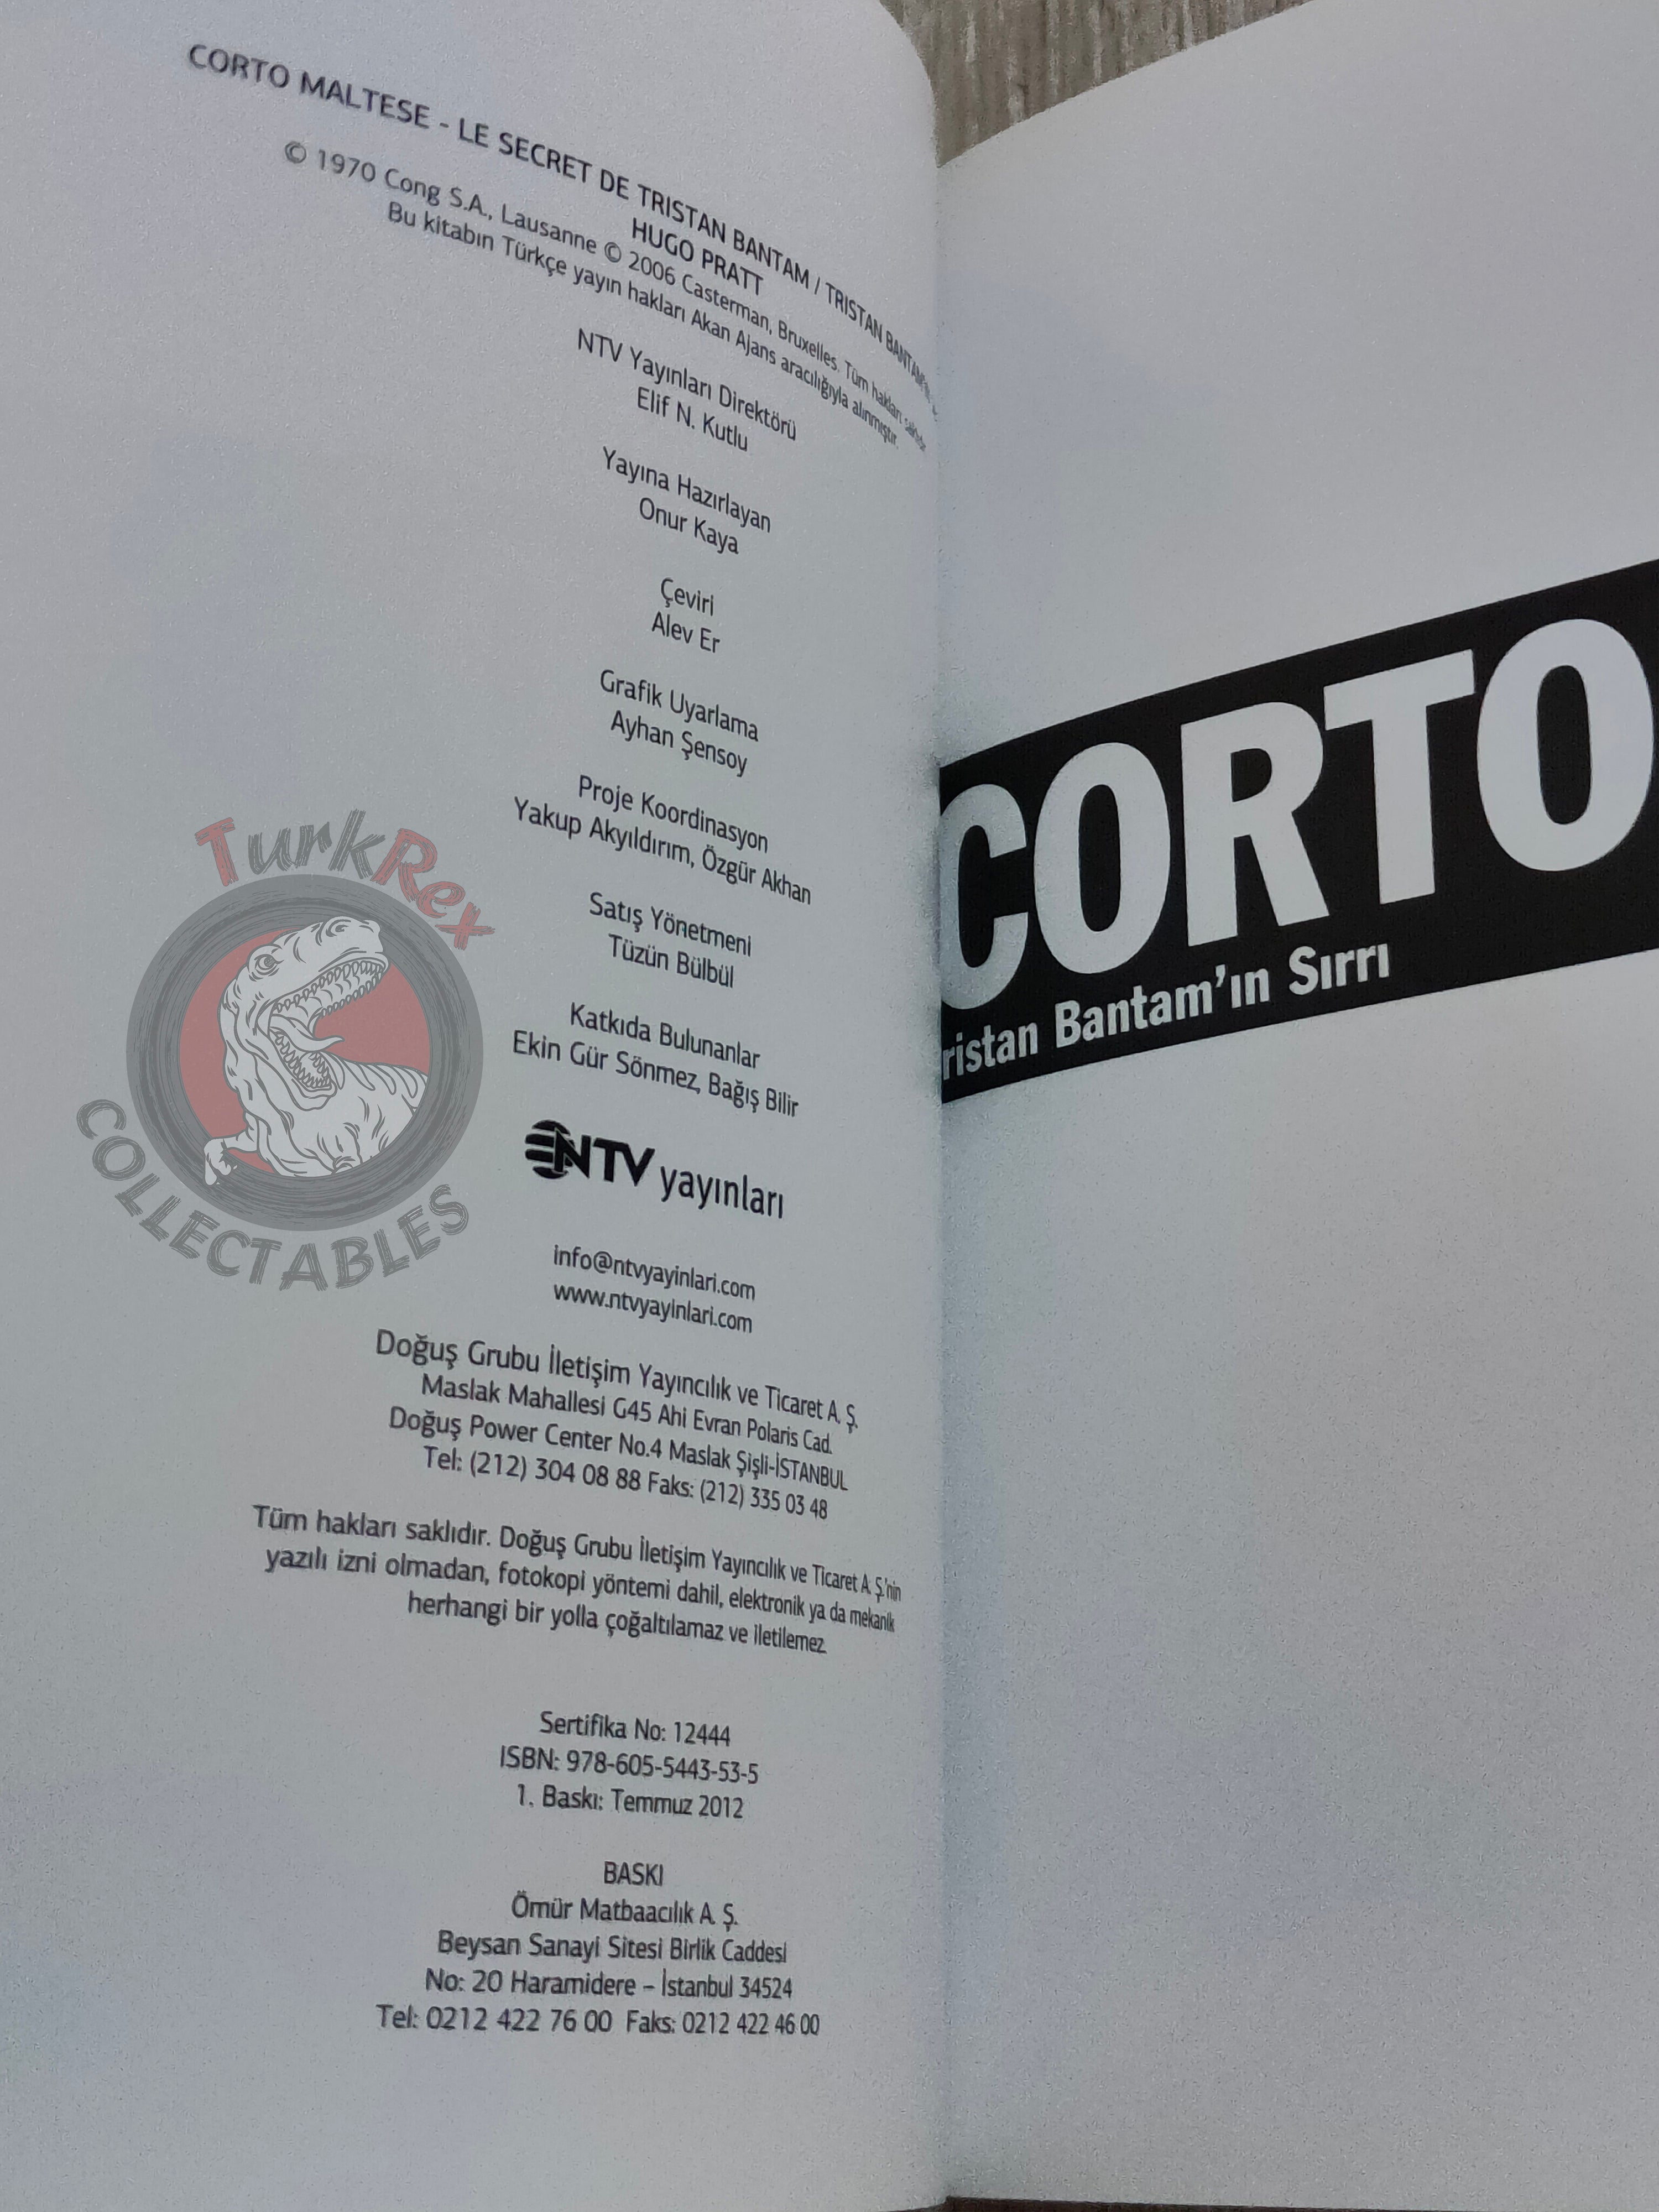 CORTO MALTESE - LE SECRET DE TRISTAN BANTAM / TRISTAN
HUGO PRATT
© 1970 Cong S.A., Lausanne © 2006 Casterman, Bruxelles. Tüm hakları saklıdır.
Bu kitabın Türkçe yayın hakları Akan Ajans aracılığıyla alınmıştır.
NTV Yayınları Direktörü
Elif N. Kutlu
Yayına Hazırlayan
Onur Kaya
Çeviri
Alev Er
Grafik Uyarlama
Ayhan Şensoy
Proje Koordinasyon
Yakup Akyıldırım, Özgür Akhan
Satış Yönetmeni
Tüzün Bülbül
Katkıda Bulunanlar
Ekin Gür Sönmez, Bağış Bilir
NTV yayınları
info@ntvyayinlari.com
www.ntvyayinlari.com
Doğuş Grubu İletişim Yayıncılık ve Ticaret A. Ş.
Maslak Mahallesi G45 Ahi Evran Polaris Cad.
Doğuş Power Center No.4 Maslak Şişli-İSTANBUL
Tel: (212) 304 08 88 Faks: (212) 335 03 48
Tüm hakları saklıdır. Doğuş Grubu İletişim Yayıncılık ve Ticaret A. Ş.'nin
yazılı izni olmadan, fotokopi yöntemi dahil, elektronik ya da mekanik
herhangi bir yolla çoğaltılamaz ve iletilemez.
Sertifika No: 12444
ISBN: 978-605-5443-53-5
1. Baskı: Temmuz 2012
BASKI
Ömür Matbaacılık A. Ş.
Beysan Sanayi Sitesi Birlik Caddesi
No: 20 Haramidere – İstanbul 34524
Tel: 0212 422 76 00 Faks: 0212 422 46 00
TurkRex
COLLECTABLES
CORTO
ristan Bantam'ın Sırrı